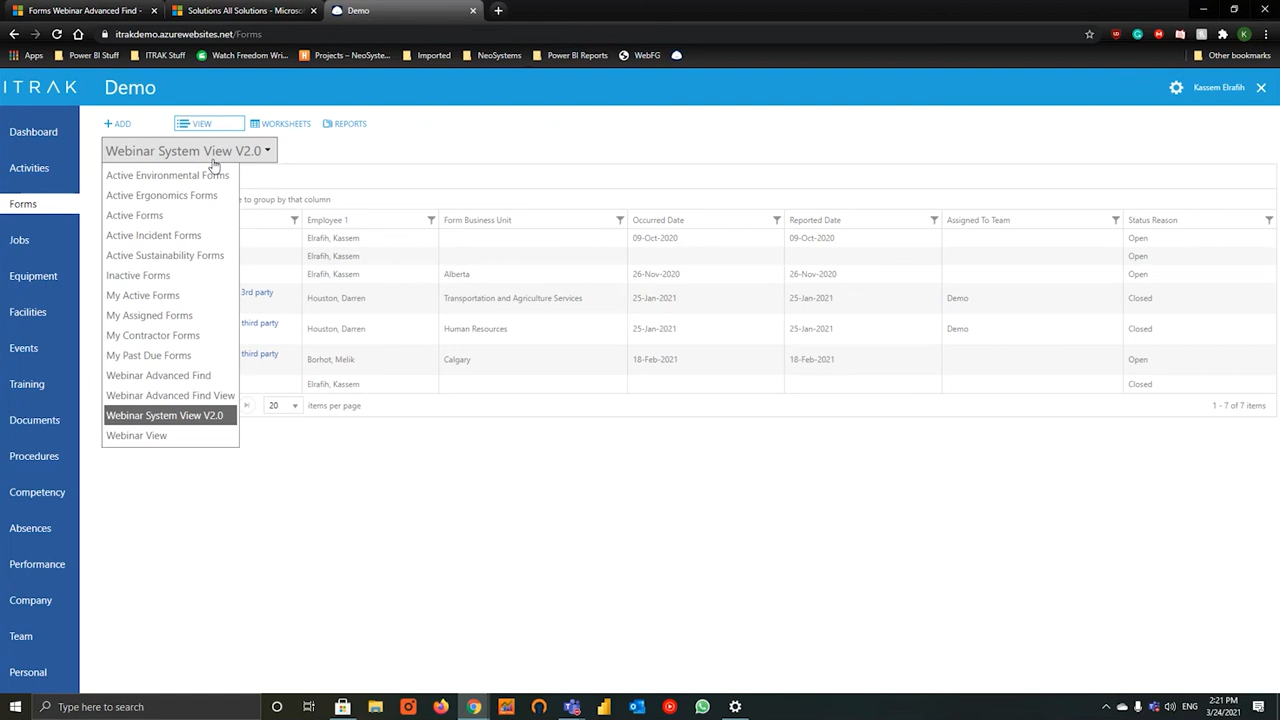 Forms Webinar Advanced Find -
Solutions All Solutions - Microsof
Demo
itrakdemo.azurewebsites.net/Forms
Apps
Power BI Stuff
ITRAK Stuff
Watch Freedom Wri...
Projects – NeoSyste...
Imported
NeoSystems
Power BI Reports
WebFG
Other bookmarks
ITRAK
Demo
Kassem Elrafih
Dashboard
Activities
Forms
Jobs
Equipment
Facilities
Events
Training
Documents
Procedures
Competency
Absences
Performance
Company
Team
Personal
+ ADD
VIEW
WORKSHEETS
REPORTS
Webinar System View V2.0
Active Environmental Forms
Active Ergonomics Forms
Active Forms
Active Incident Forms
Active Sustainability Forms
Inactive Forms
My Active Forms
My Assigned Forms
My Contractor Forms
My Past Due Forms
Webinar Advanced Find
Webinar Advanced Find View
Webinar System View V2.0
Webinar View
e to group by that column
Employee 1 Form Business Unit Occurred Date Reported Date Assigned To Team Status Reason
Elrafih, Kassem 09-Oct-2020 09-Oct-2020 Open
Elrafih, Kassem Open
Elrafih, Kassem Alberta 26-Nov-2020 26-Nov-2020 Open
3rd party Houston, Darren Transportation and Agriculture Services 25-Jan-2021 25-Jan-2021 Demo Closed
third party Houston, Darren Human Resources 25-Jan-2021 25-Jan-2021 Demo Closed
third party Borhot, Melik Calgary 18-Feb-2021 18-Feb-2021 Open
Elrafih, Kassem Closed
20 items per page
1 - 7 of 7 items
Type here to search
ENG
2:21 PM
3/24/2021